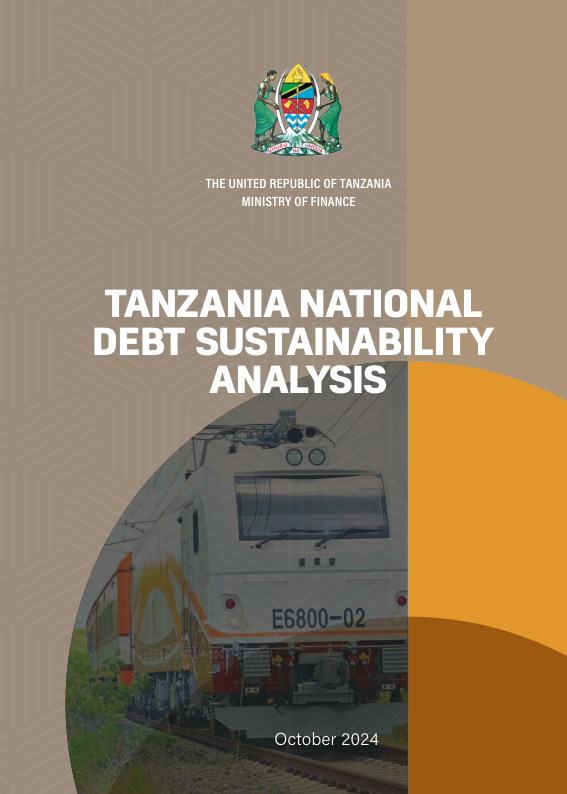 THE UNITED REPUBLIC OF TANZANIA
MINISTRY OF FINANCE
TANZANIA NATIONAL
DEBT SUSTAINABILITY
ANALYSIS
E6800-02
October 2024